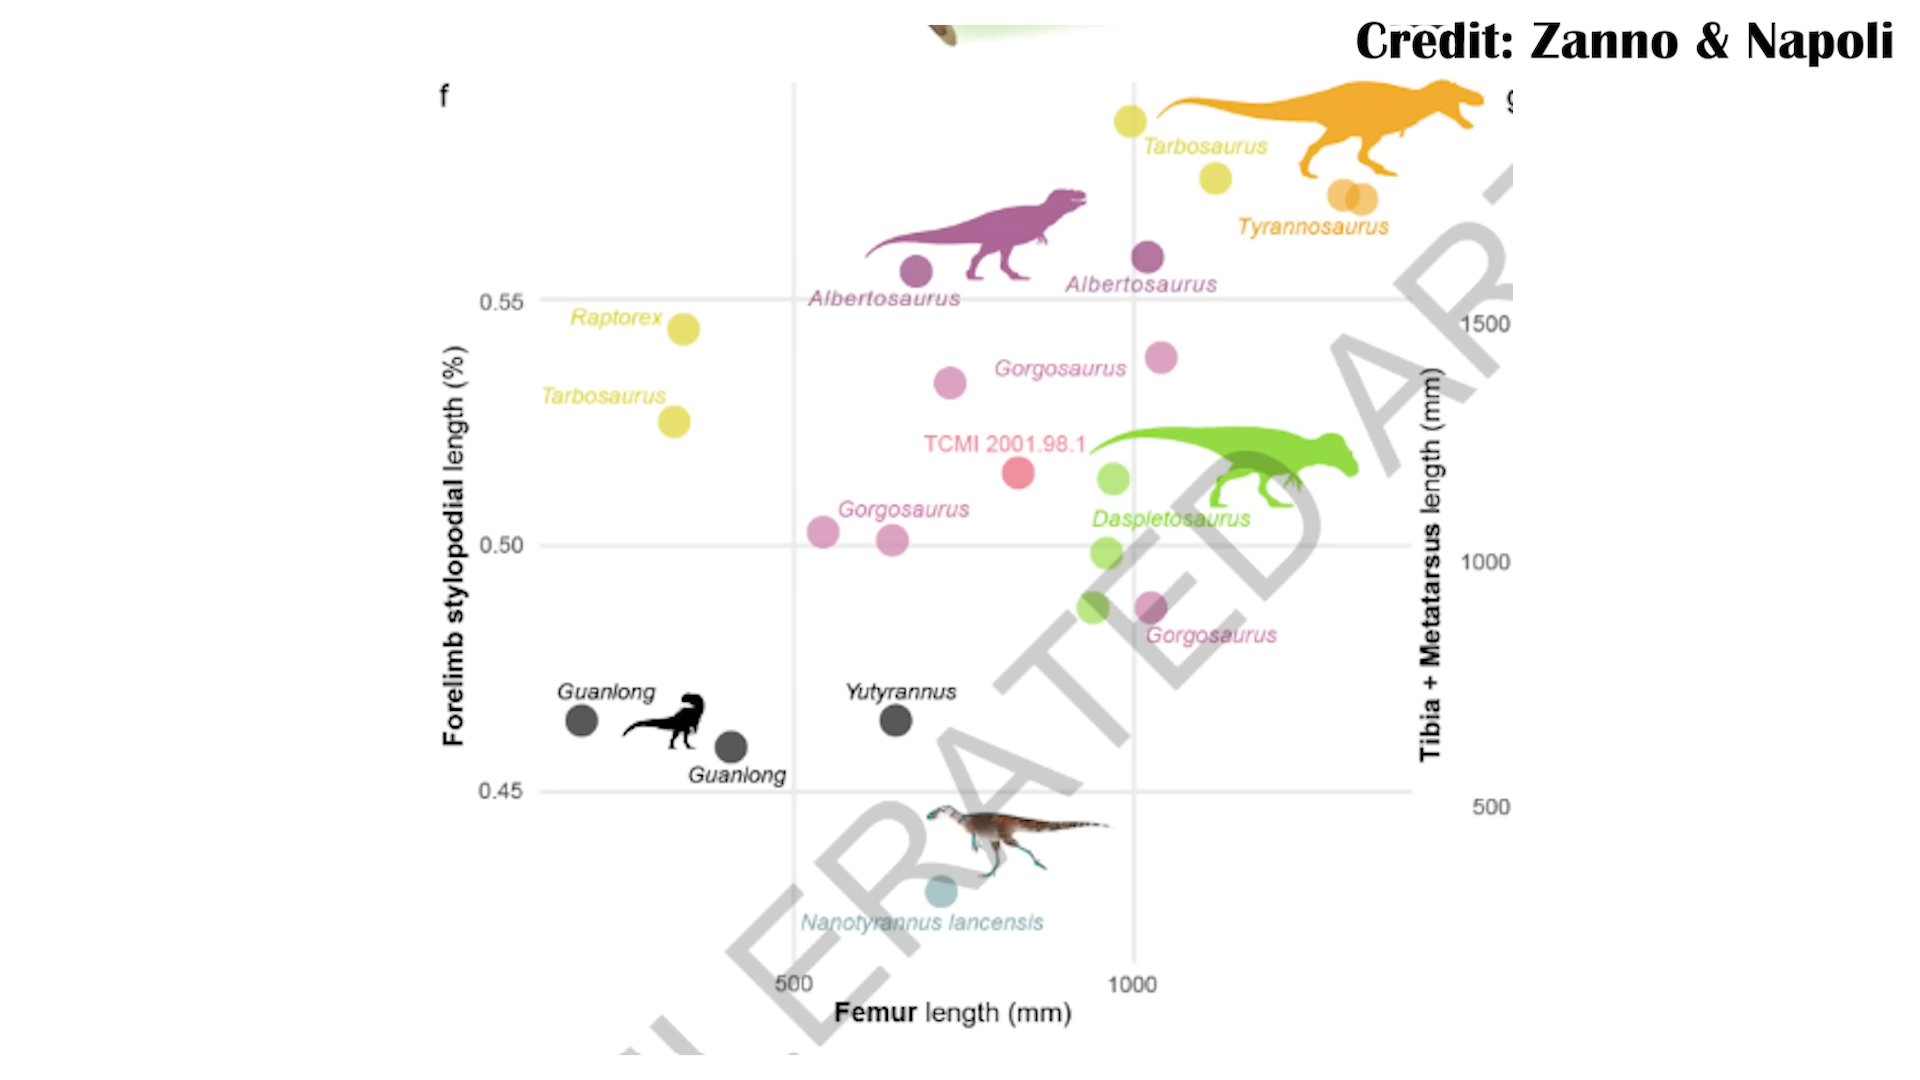 Credit: Zanno & Napoli
f
Tarbosaurus
Tyrannosaurus
Albertosaurus
Albertosaurus
0.55
Raptorex
1500
Gorgosaurus
Tarbosaurus
TCMI 2001.98.1
Gorgosaurus
Daspletosaurus
0.50
1000
Gorgosaurus
Forelimb stylopodial length (%)
Tibia + Metatarsus length (mm)
Guanlong
Yutyrannus
Guanlong
0.45
500
Nanotyrannus lancensis
500
1000
Femur length (mm)
LERATED ART